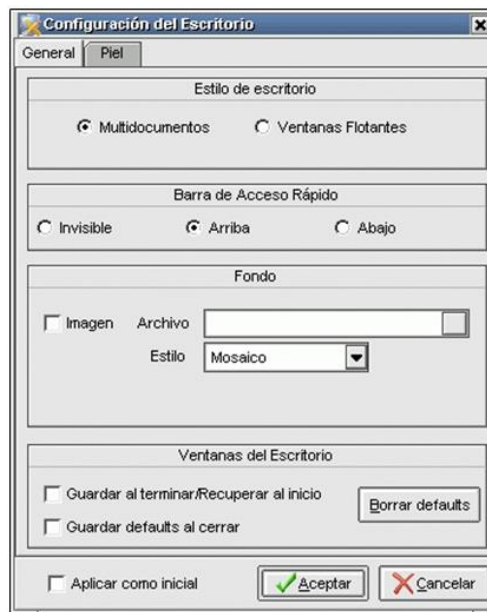 Configuración del Escritorio
General Piel
Estilo de escritorio
Multidocumentos Ventanas Flotantes
Barra de Acceso Rápido
Invisible Arriba Abajo
Fondo
Imagen Archivo
Estilo Mosaico
Ventanas del Escritorio
Guardar al terminar/Recuperar al inicio
Borrar defaults
Guardar defaults al cerrar
Aplicar como inicial Aceptar Cancelar